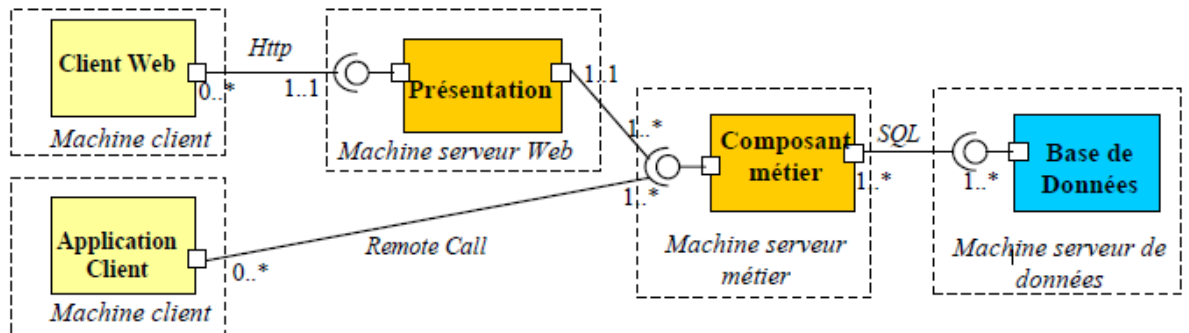 Client Web
Http
0..*
1..1
Machine client
Présentation
1..1
Machine serveur Web
1..*
1..*
Composant
métier
SQL
1..*
1..*
Machine serveur
métier
Base de
Données
Machine serveur de
données
Application
Client
0..*
Remote Call
Machine client